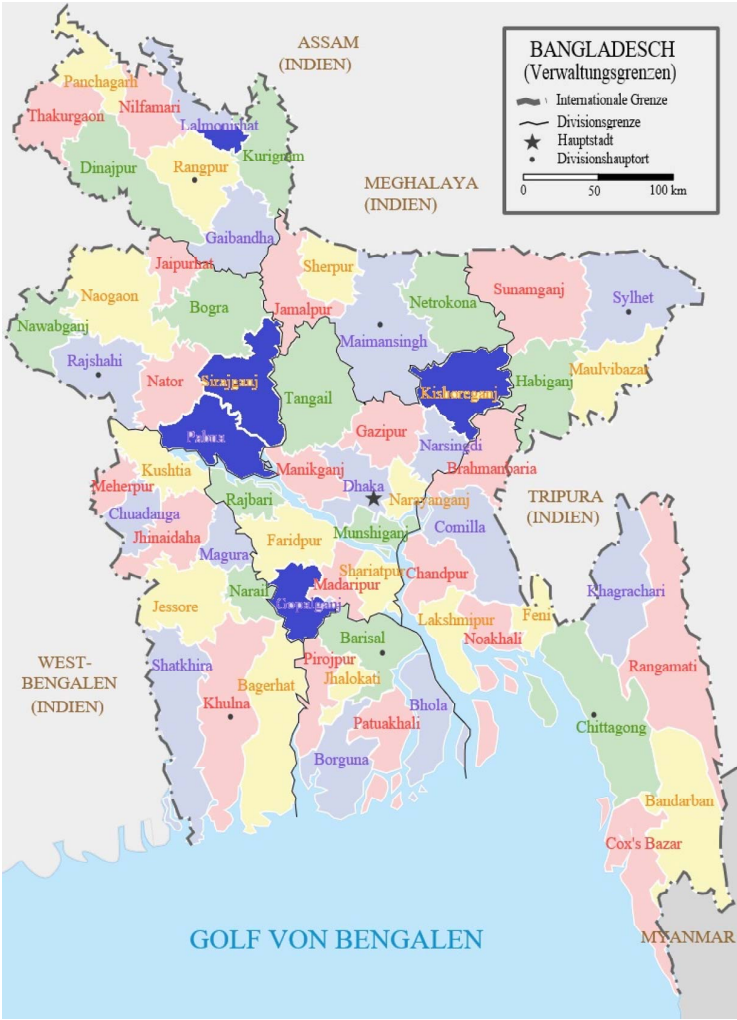 ASSAM
(INDIEN)
BANGLADESCH
(Verwaltungsgrenzen)
Internationale Grenze
Divisionsgrenze
Hauptstadt
Divisionshauptort
0 50 100 km
Panchagarh
Thakurgaon
Nilfamari
Lalmonirhat
Dinajpur
Rangpur
Kurigram
MEGHALAYA
(INDIEN)
Gaibandha
Jaipurhat
Sherpur
Naogaon
Bogra
Jamalpur
Netrokona
Sunamganj
Sylhet
Nawabganj
Maimansingh
Rajshahi
Nator
Sirajganj
Tangail
Kishoreganj
Habiganj
Maulvibazar
Pabna
Gazipur
Narsingdi
Kushtia
Manikganj
Brahmanbaria
Meherpur
Rajbari
Dhaka
Narayanganj
TRIPURA
(INDIEN)
Chuadanga
Jhinaidaha
Magura
Faridpur
Munshiganj
Comilla
Shariatpur
Madaripur
Chandpur
Khagrachari
Jessore
Narail
Gopalganj
Lakshmipur
Feni
Noakhali
Barisal
WEST-
BENGALEN
(INDIEN)
Shatkhira
Khulna
Bagerhat
Pirojpur
Jhalokati
Rangamati
Patuakhali
Bhola
Chittagong
Borguna
Bandarban
Cox's Bazar
GOLF VON BENGALEN
MYANMAR